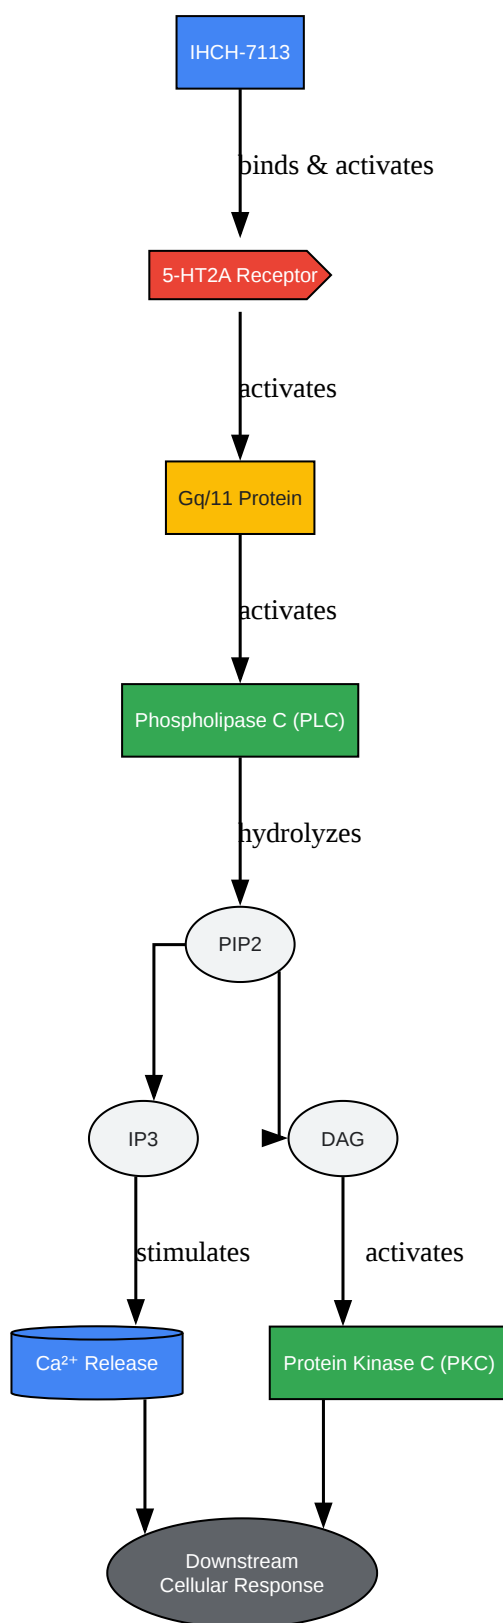 IHCH-7113
binds & activates
5-HT2A Receptor
activates
Gq/11 Protein
activates
Phospholipase C (PLC)
hydrolyzes
PIP2
IP3
DAG
stimulates
activates
Ca²⁺ Release
Protein Kinase C (PKC)
Downstream
Cellular Response